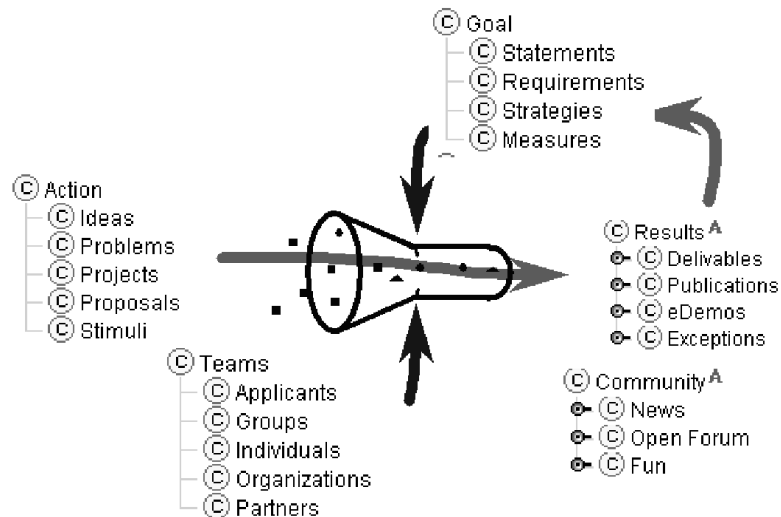 Goal
Statements
Requirements
Strategies
Measures
Action
Ideas
Problems
Projects
Proposals
Stimuli
Results A
Delivables
Publications
eDemos
Exceptions
Teams
Applicants
Groups
Individuals
Organizations
Partners
Community A
News
Open Forum
Fun